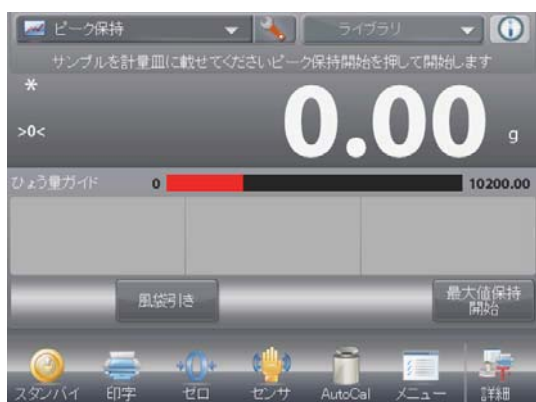 ピーク保持 ライブラリ
サンプルを計量皿に載せてくださいピーク保持開始を押して開始します
*
>0< 0.00 g
ひょう量ガイド 0 10200.00
風袋引き 最大値保持
開始
スタンバイ 印字 ゼロ センサ AutoCal メニュー 詳細